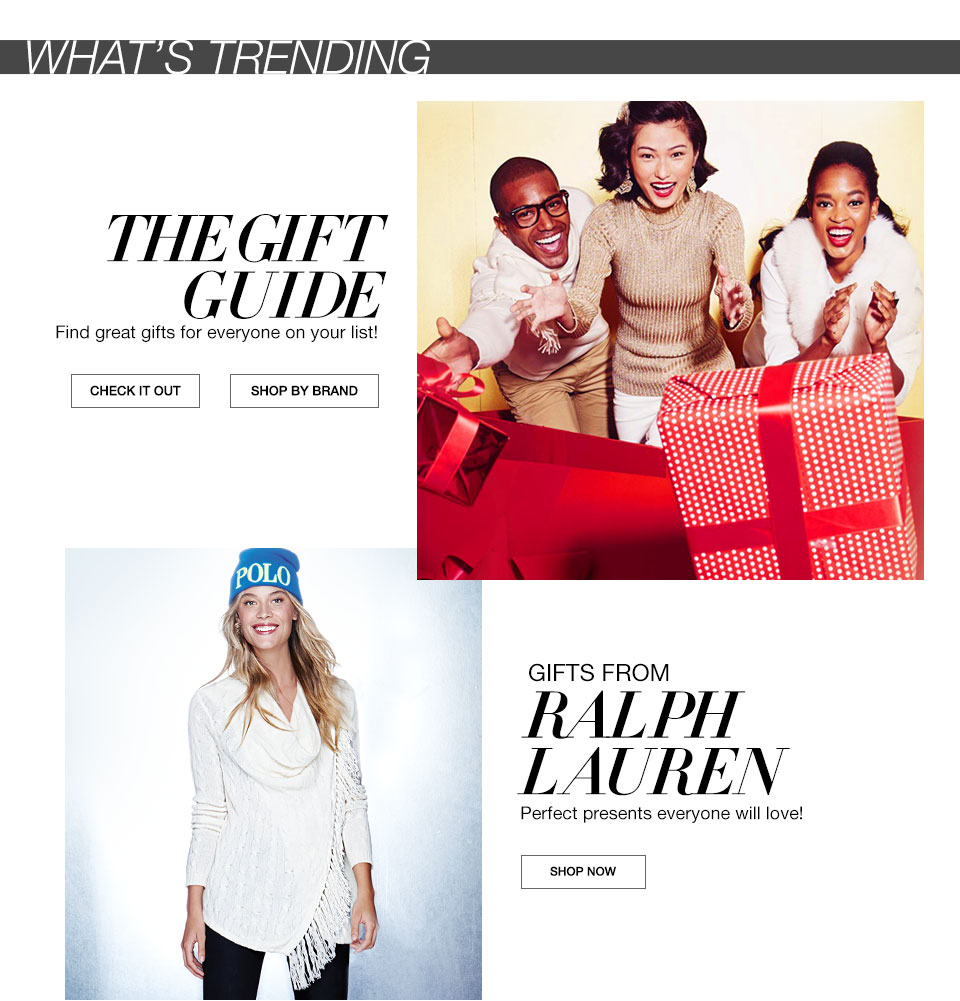 WHAT'S TRENDING
THE GIFT
GUIDE
Find great gifts for everyone on your list!
CHECK IT OUT
SHOP BY BRAND
POLO
GIFTS FROM
RALPH
LAUREN
Perfect presents everyone will love!
SHOP NOW